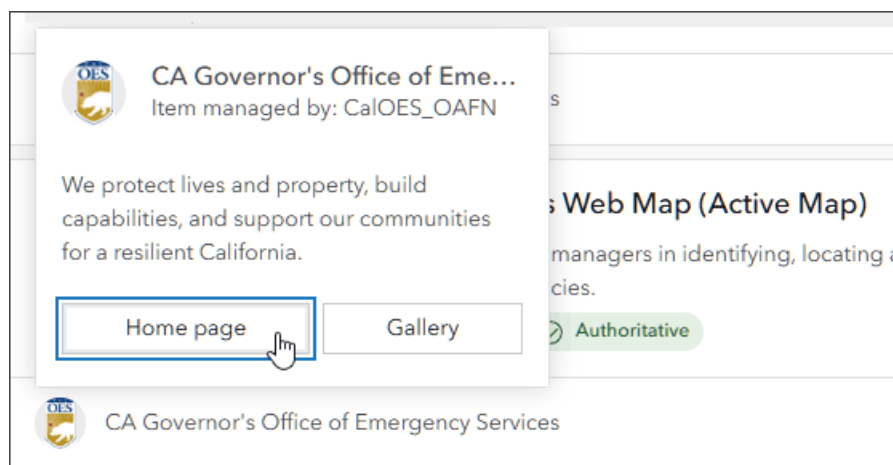 OES
CA Governor's Office of Eme...
Item managed by: CalOES_OAFN
s
We protect lives and property, build
capabilities, and support our communities
for a resilient California.
s Web Map (Active Map)
managers in identifying, locating a
cies.
Home page
Gallery
Authoritative
OES
CA Governor's Office of Emergency Services